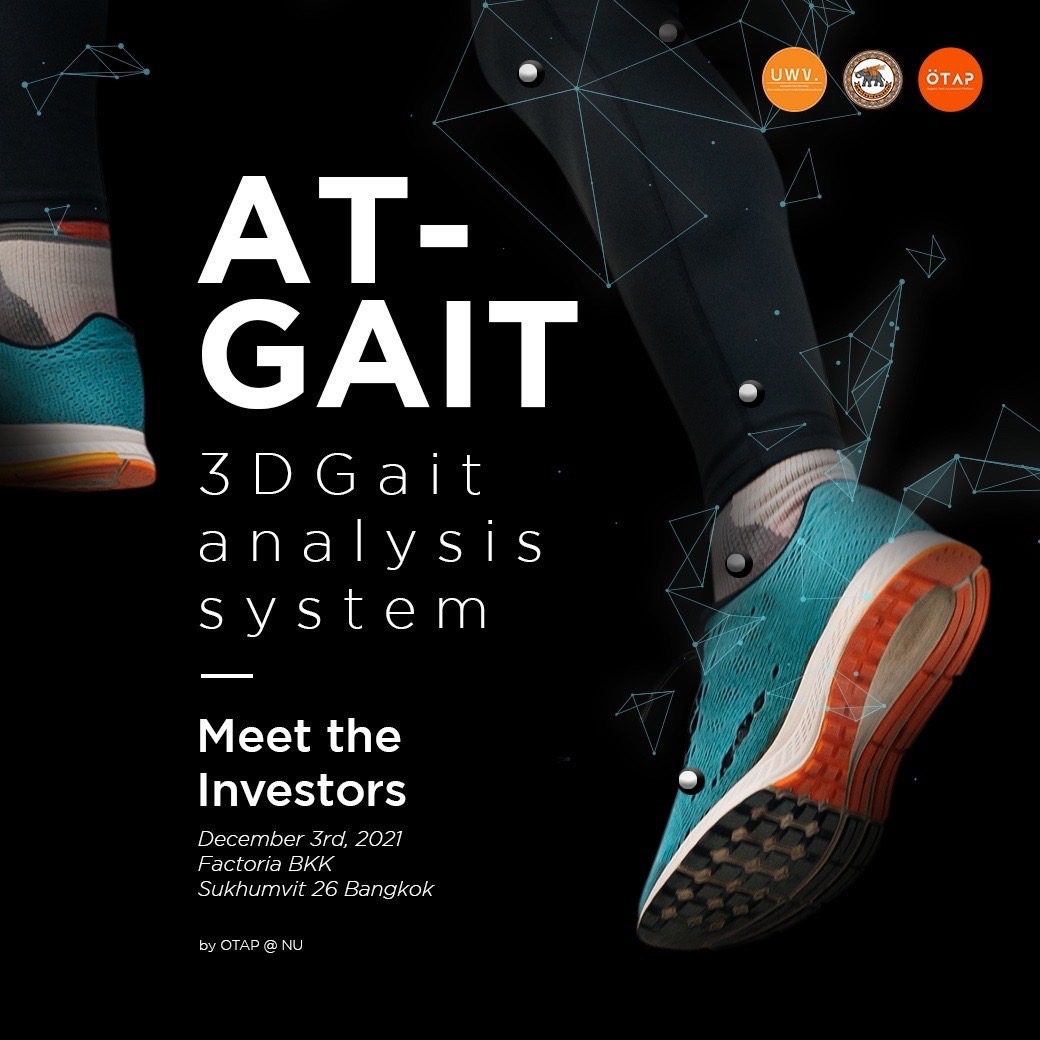 UWV.
ÖTAP
AT-
GAIT
3DGait
analysis
system
Meet the
Investors
December 3rd, 2021
Factoria BKK
Sukhumvit 26 Bangkok
by OTAP @ NU